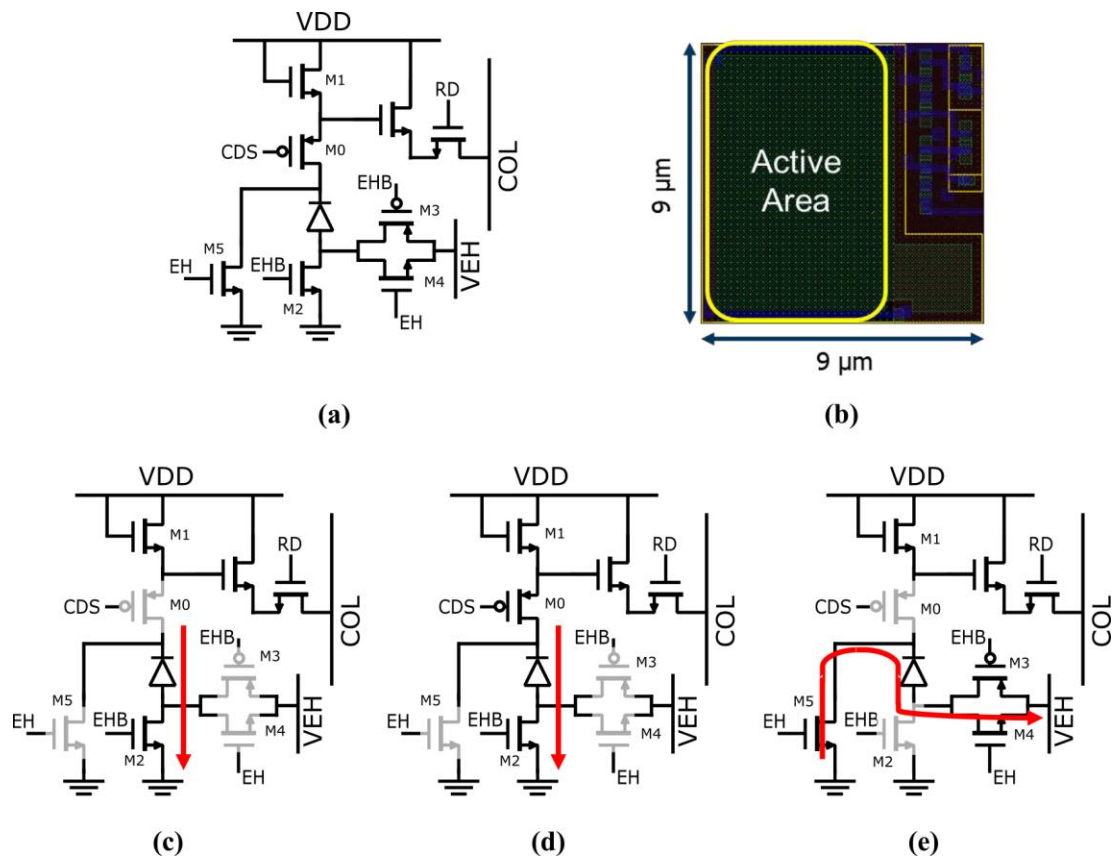 VDD
M1
RD
CDS
M0
COL
EHB
M3
M5
EH
EHB
M4
VEH
M2
EH
(a)
9 µm
Active
Area
9 µm
(b)
VDD
M1
RD
CDS
M0
COL
EHB
M3
M5
EH
EHB
M4
VEH
M2
EH
(c)
VDD
M1
RD
CDS
M0
COL
EHB
M3
M5
EH
EHB
M4
VEH
M2
EH
(d)
VDD
M1
RD
CDS
M0
COL
EHB
M3
M5
EH
EHB
M4
VEH
M2
EH
(e)